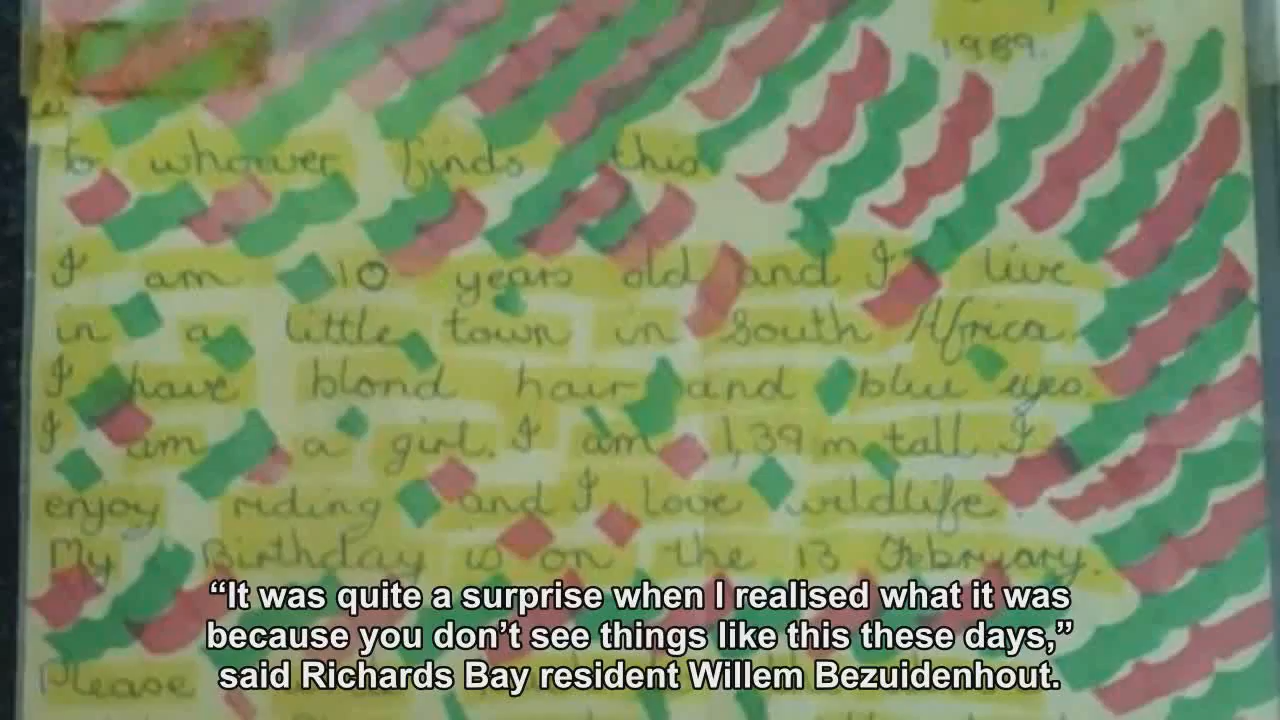 1989.
To whoever finds this
I am 10 years old and I live
in a little town in South Africa.
I have blond hair and blue eyes.
I am a girl. I am 1,39 m tall. I
enjoy riding and I love wildlife.
My Birthday is on the 13 February.
Please
“It was quite a surprise when I realised what it was
because you don’t see things like this these days,”
said Richards Bay resident Willem Bezuidenhout.